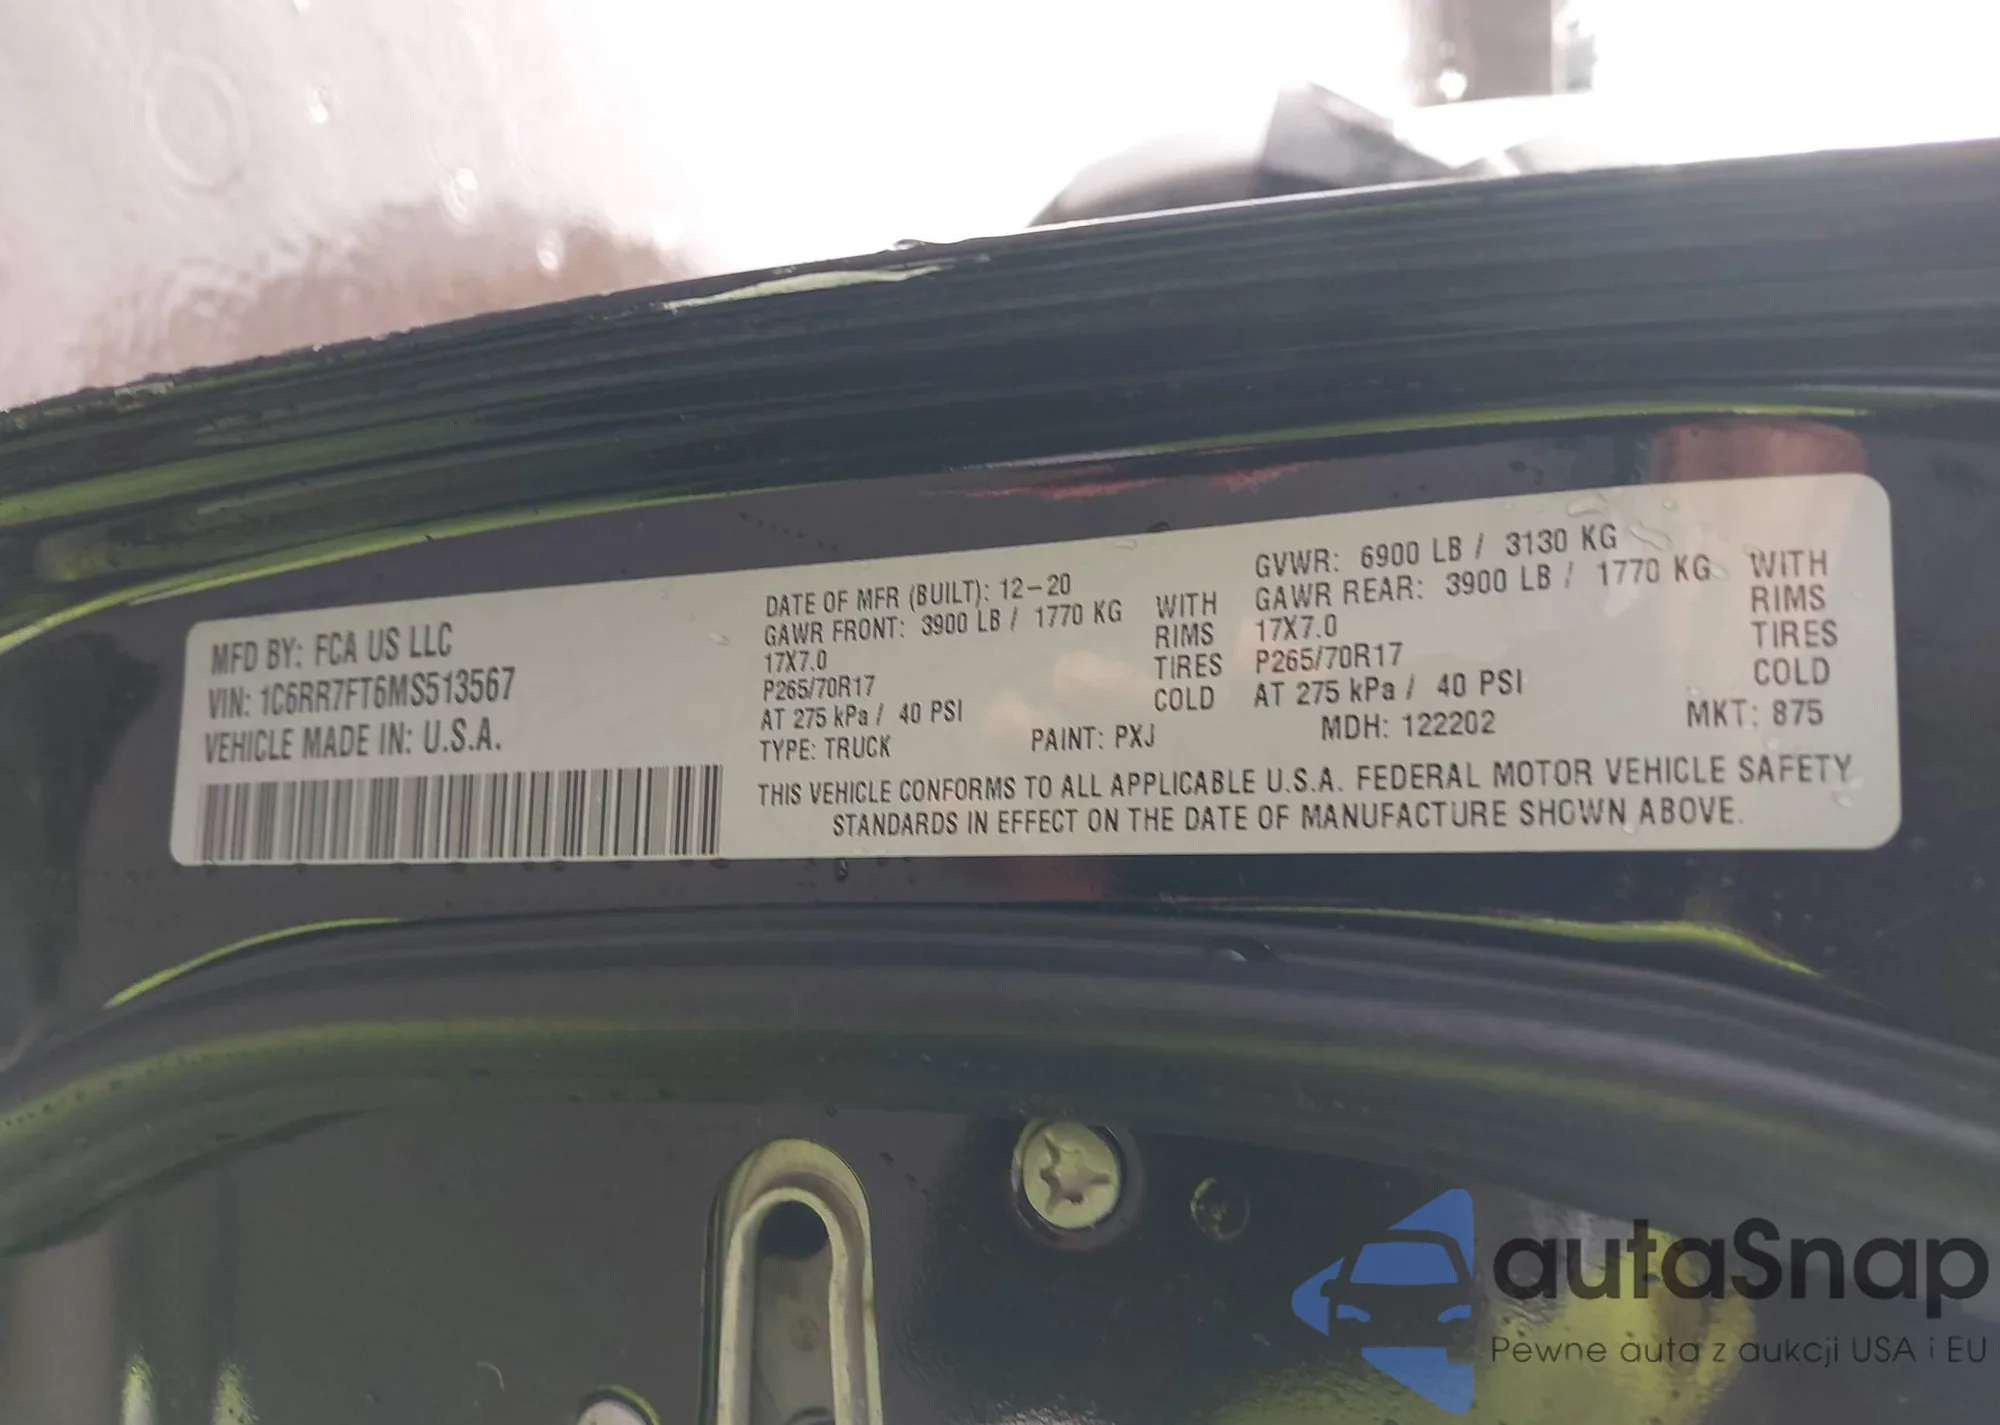 MFD BY: FCA US LLC
VIN: 1C6RR7FT6MS513567
VEHICLE MADE IN: U.S.A.
DATE OF MFR (BUILT): 12-20
GAWR FRONT: 3900 LB / 1770 KG WITH
17X7.0 RIMS
P265/70R17 TIRES
AT 275 kPa / 40 PSI COLD
TYPE: TRUCK
GVWR: 6900 LB / 3130 KG
GAWR REAR: 3900 LB / 1770 KG WITH
17X7.0 RIMS
P265/70R17 TIRES
AT 275 kPa / 40 PSI COLD
PAINT: PXJ MDH: 122202 MKT: 875
THIS VEHICLE CONFORMS TO ALL APPLICABLE U.S.A. FEDERAL MOTOR VEHICLE SAFETY
STANDARDS IN EFFECT ON THE DATE OF MANUFACTURE SHOWN ABOVE.
autaSnap
Pewne auta z aukcji USA i EU